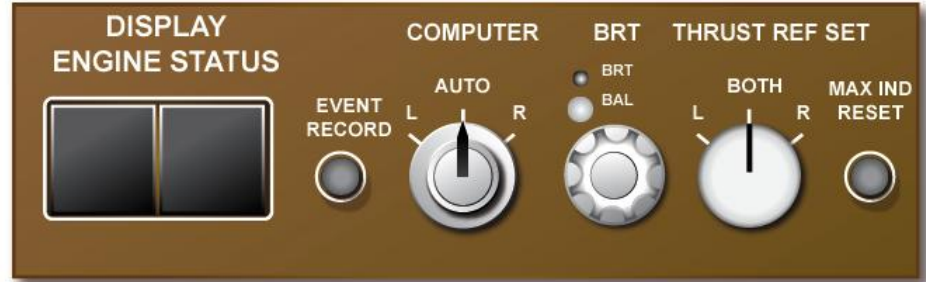 DISPLAY
ENGINE STATUS
EVENT
RECORD
COMPUTER
L
AUTO
R
BRT
BRT
BAL
THRUST REF SET
L
BOTH
R
MAX IND
RESET